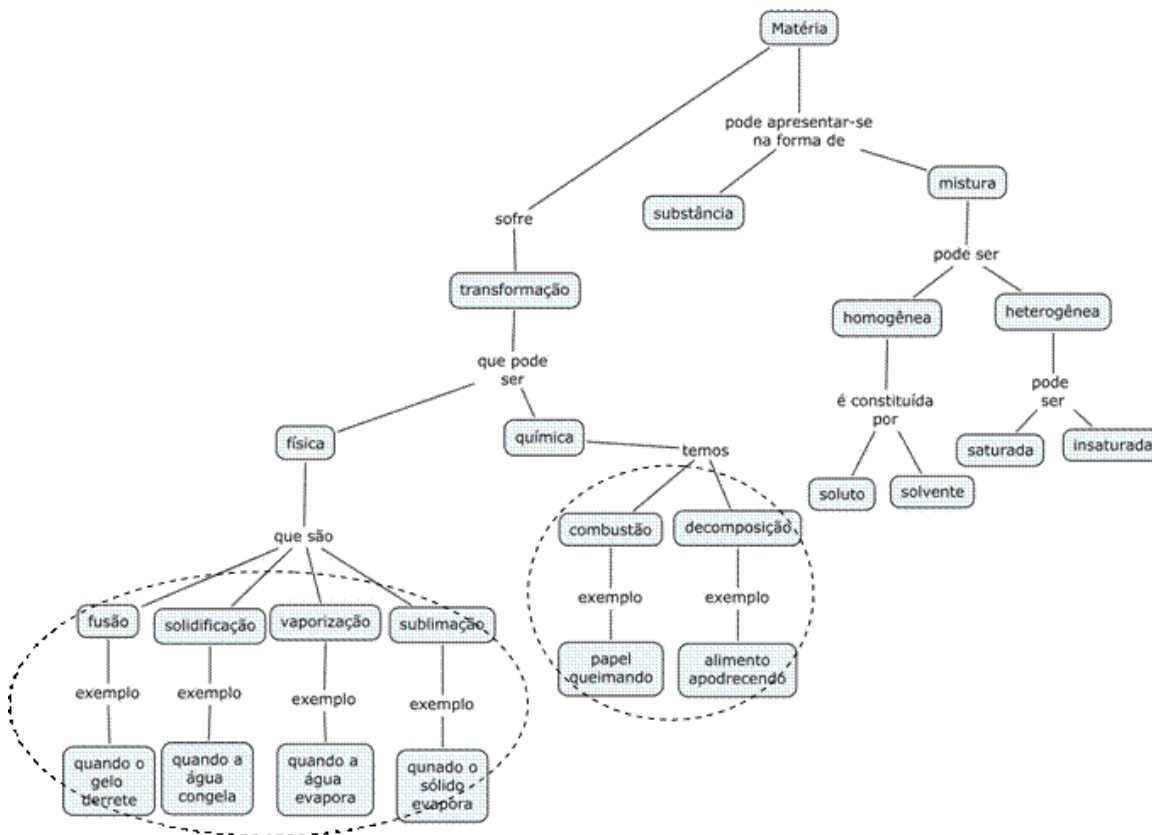 Matéria
pode apresentar-se
na forma de
mistura
substância
sofre
pode ser
transformação
homogênea
heterogênea
que pode
ser
pode
ser
é constituída
por
física
química
temos
saturada
insaturada
soluto
solvente
que são
combustão
decomposição
exemplo
exemplo
fusão
solidificação
vaporização
sublimação
papel
queimando
alimento
apodrecendo
exemplo
exemplo
exemplo
exemplo
quando o
gelo
derrete
quando a
água
congela
quando a
água
evapora
qunado o
sólido
evapora